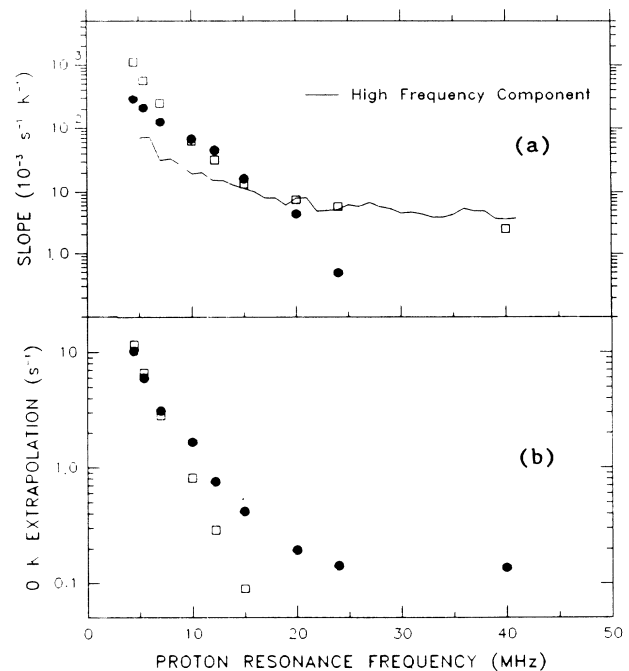 10³
10²
10
1.0
SLOPE (10⁻³ s⁻¹ K⁻¹)
High Frequency Component
(a)
10
1.0
0.1
0 K EXTRAPOLATION (s⁻¹)
(b)
0 10 20 30 40 50
PROTON RESONANCE FREQUENCY (MHz)